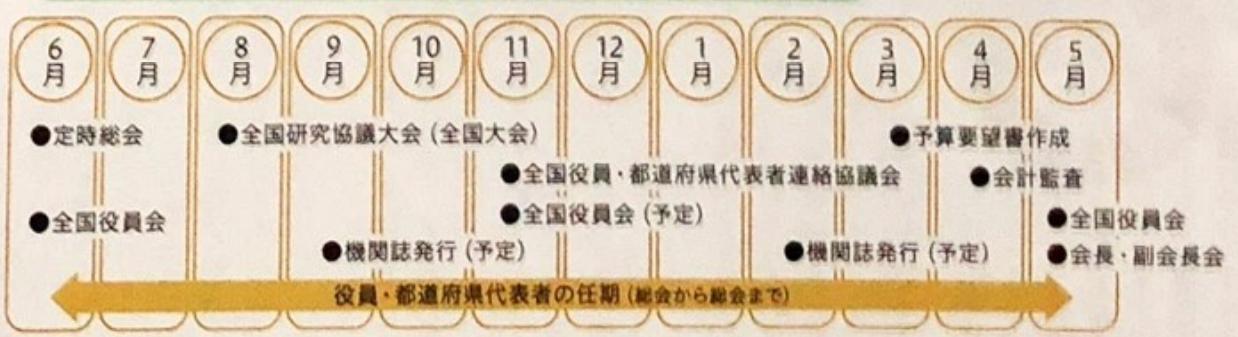 6月 7月 8月 9月 10月 11月 12月 1月 2月 3月 4月 5月
●定時総会 ●全国研究協議大会(全国大会) ●予算要望書作成
●全国役員・都道府県代表者連絡協議会 ●会計監査
●全国役員会 ●全国役員会(予定) ●全国役員会
●機関誌発行(予定) ●機関誌発行(予定) ●会長・副会長会
役員・都道府県代表者の任期(総会から総会まで)